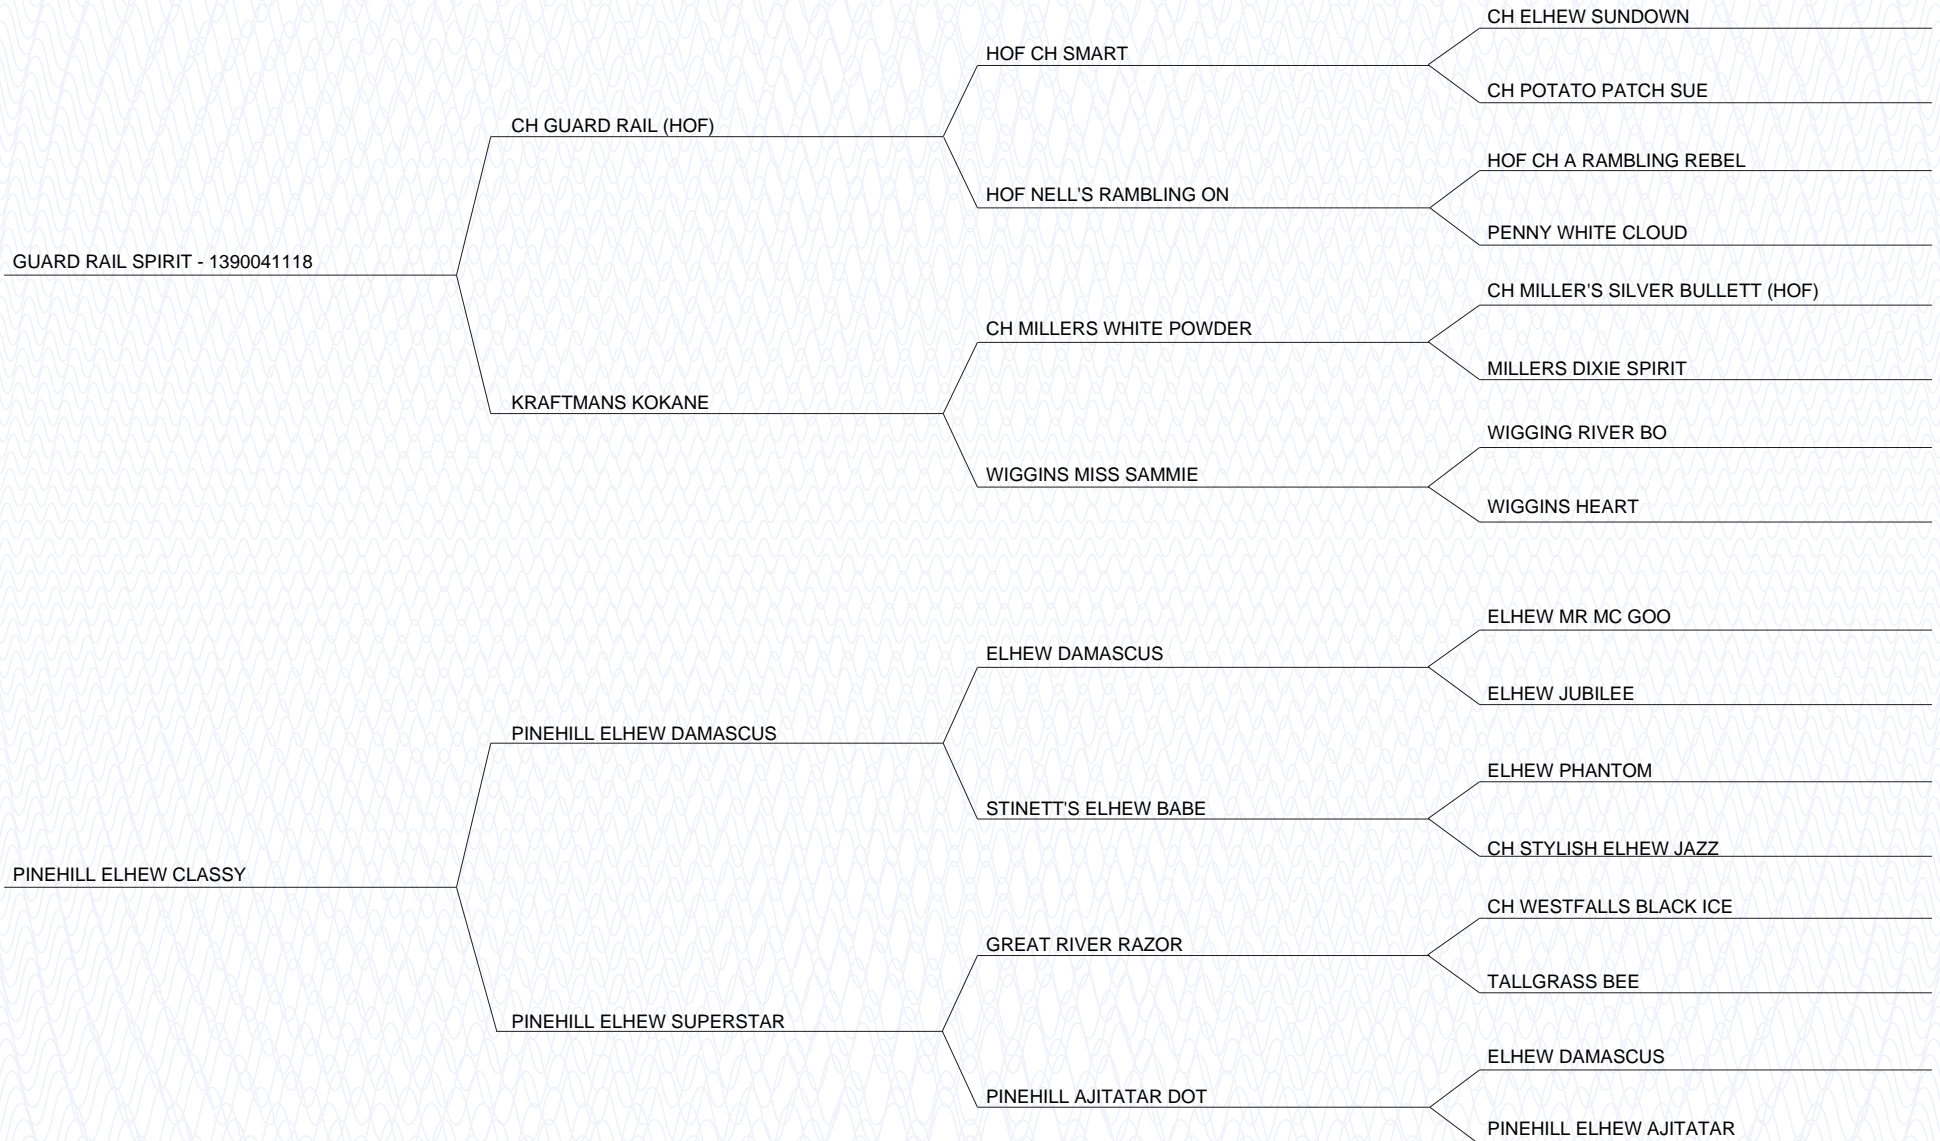 CH ELHEW SUNDOWN
HOF CH SMART
CH POTATO PATCH SUE
CH GUARD RAIL (HOF)
HOF CH A RAMBLING REBEL
HOF NELL'S RAMBLING ON
PENNY WHITE CLOUD
GUARD RAIL SPIRIT - 1390041118
CH MILLER'S SILVER BULLETT (HOF)
CH MILLERS WHITE POWDER
MILLERS DIXIE SPIRIT
KRAFTMANS KOKANE
WIGGING RIVER BO
WIGGINS MISS SAMMIE
WIGGINS HEART
ELHEW MR MC GOO
ELHEW DAMASCUS
ELHEW JUBILEE
PINEHILL ELHEW DAMASCUS
ELHEW PHANTOM
STINETT'S ELHEW BABE
CH STYLISH ELHEW JAZZ
PINEHILL ELHEW CLASSY
CH WESTFALLS BLACK ICE
GREAT RIVER RAZOR
TALLGRASS BEE
PINEHILL ELHEW SUPERSTAR
ELHEW DAMASCUS
PINEHILL AJITATAR DOT
PINEHILL ELHEW AJITATAR